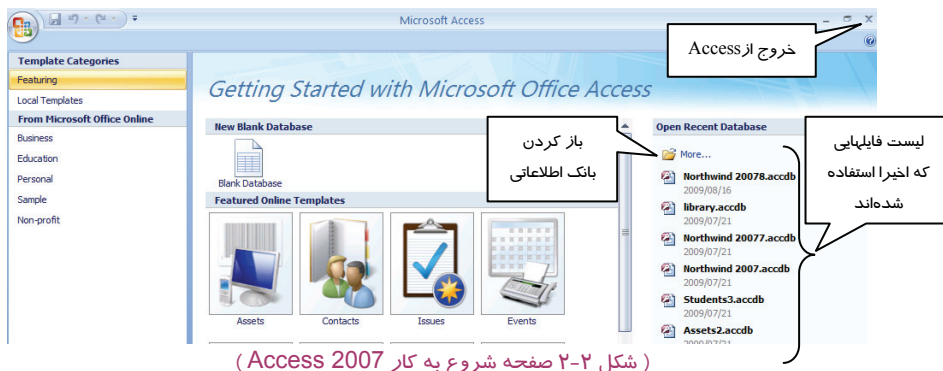 Microsoft Access
خروج از Access
Template Categories
Featuring
Local Templates
From Microsoft Office Online
Business
Education
Personal
Sample
Non-profit
Getting Started with Microsoft Office Access
New Blank Database
Blank Database
Featured Online Templates
Assets
Contacts
Issues
Events
باز کردن
بانک اطلاعاتی
Open Recent Database
More...
Northwind 20078.accdb
2009/08/16
library.accdb
2009/07/21
Northwind 20077.accdb
2009/07/21
Northwind 2007.accdb
2009/07/21
Students3.accdb
2009/07/21
Assets2.accdb
2009/07/21
لیست فایلهایی
که اخیرا استفاده
شده‌اند
( شکل ۲-۲ صفحه شروع به کار Access 2007 )